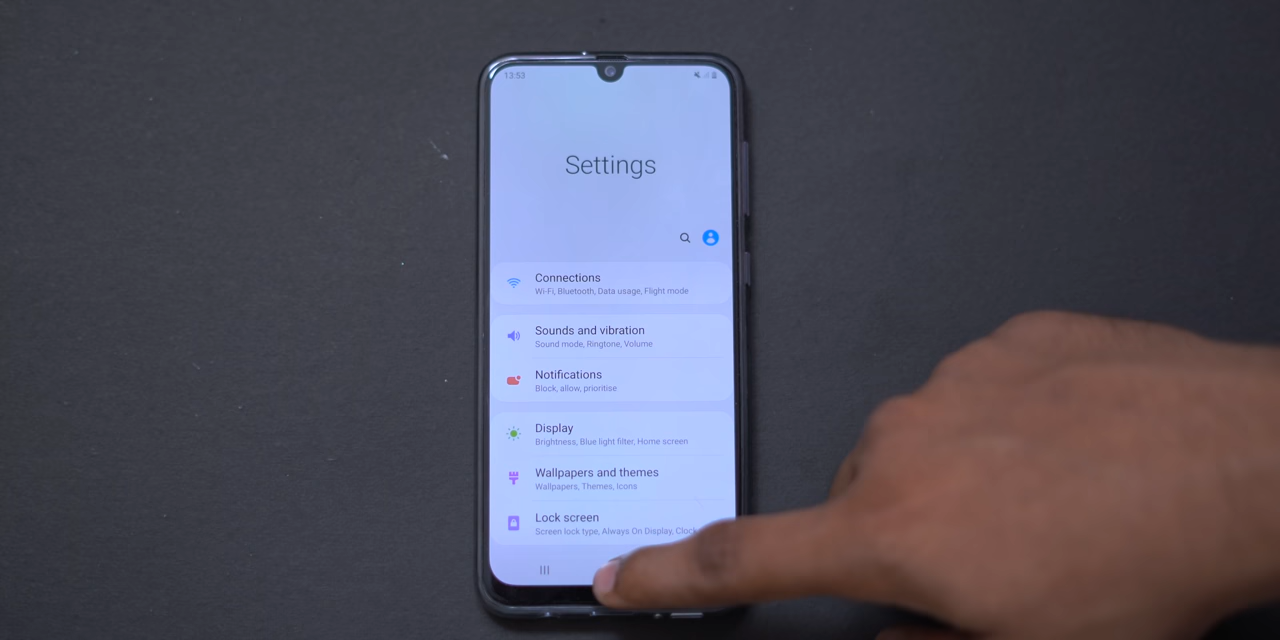 13:53
Settings
Connections
Wi-Fi, Bluetooth, Data usage, Flight mode
Sounds and vibration
Sound mode, Ringtone, Volume
Notifications
Block, allow, prioritise
Display
Brightness, Blue light filter, Home screen
Wallpapers and themes
Wallpapers, Themes, Icons
Lock screen
Screen lock type, Always On Display, Clock